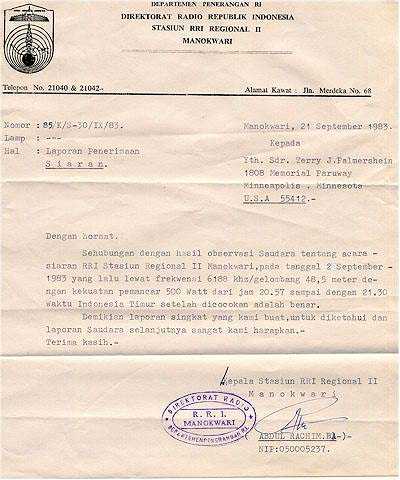 DEPARTEMEN PENERANGAN RI
DIREKTORAT RADIO REPUBLIK INDONESIA
STASIUN RRI REGIONAL II
MANOKWARI
Telepon No. 21040 & 21042-
Alamat Kawat : Jln. Merdeka No. 68
Nomor : 85/K/S-30/IX/83.
Manokwari, 21 September 1983.
Lamp : ---
Kepada
Hal : Laporan Penerimaan
Siaran.
Yth. Sdr. Terry J.Palmershein
1808 Memorial Paruway
Minneapolis, Minnesota
U.S.A 55412.-
Dengan hormat.
Sehubungan dengan hasil observasi Saudara tentang acara-
siaran RRI Stasiun Regional II Manokwari,pada tanggal 2 September -
1983 yang lalu lewat frekwensi 6188 khz/gelombang 48,5 meter de-
ngan kekuatan pemancar 500 Watt dari jam 20.57 sampai dengan 21.30
waktu Indonesia Timur setelah dicocokan adalah benar.
Demikian laporan singkat yang kami buat,untuk diketahui dan
laporan Saudara selanjutnya sangat kami harapkan.-
Terima kasih.-
Kepala Stasiun RRI Regional II
Manokwari
DIREKTORAT RADIO
R. R. I.
MANOKWARI
DEPARTEMEN PENERANGAN RI
ABDUL RACHIM.BA-)-
NIP:050005237.